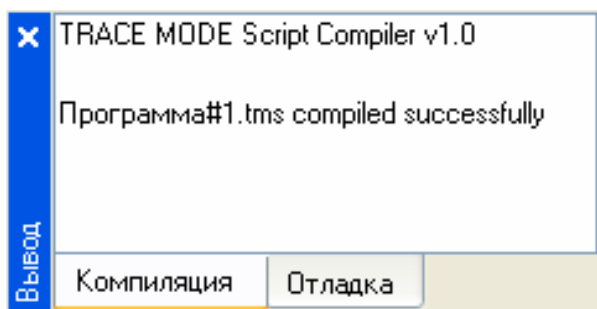 TRACE MODE Script Compiler v1.0
Программа#1.tms compiled successfully
Вывод
Компиляция
Отладка